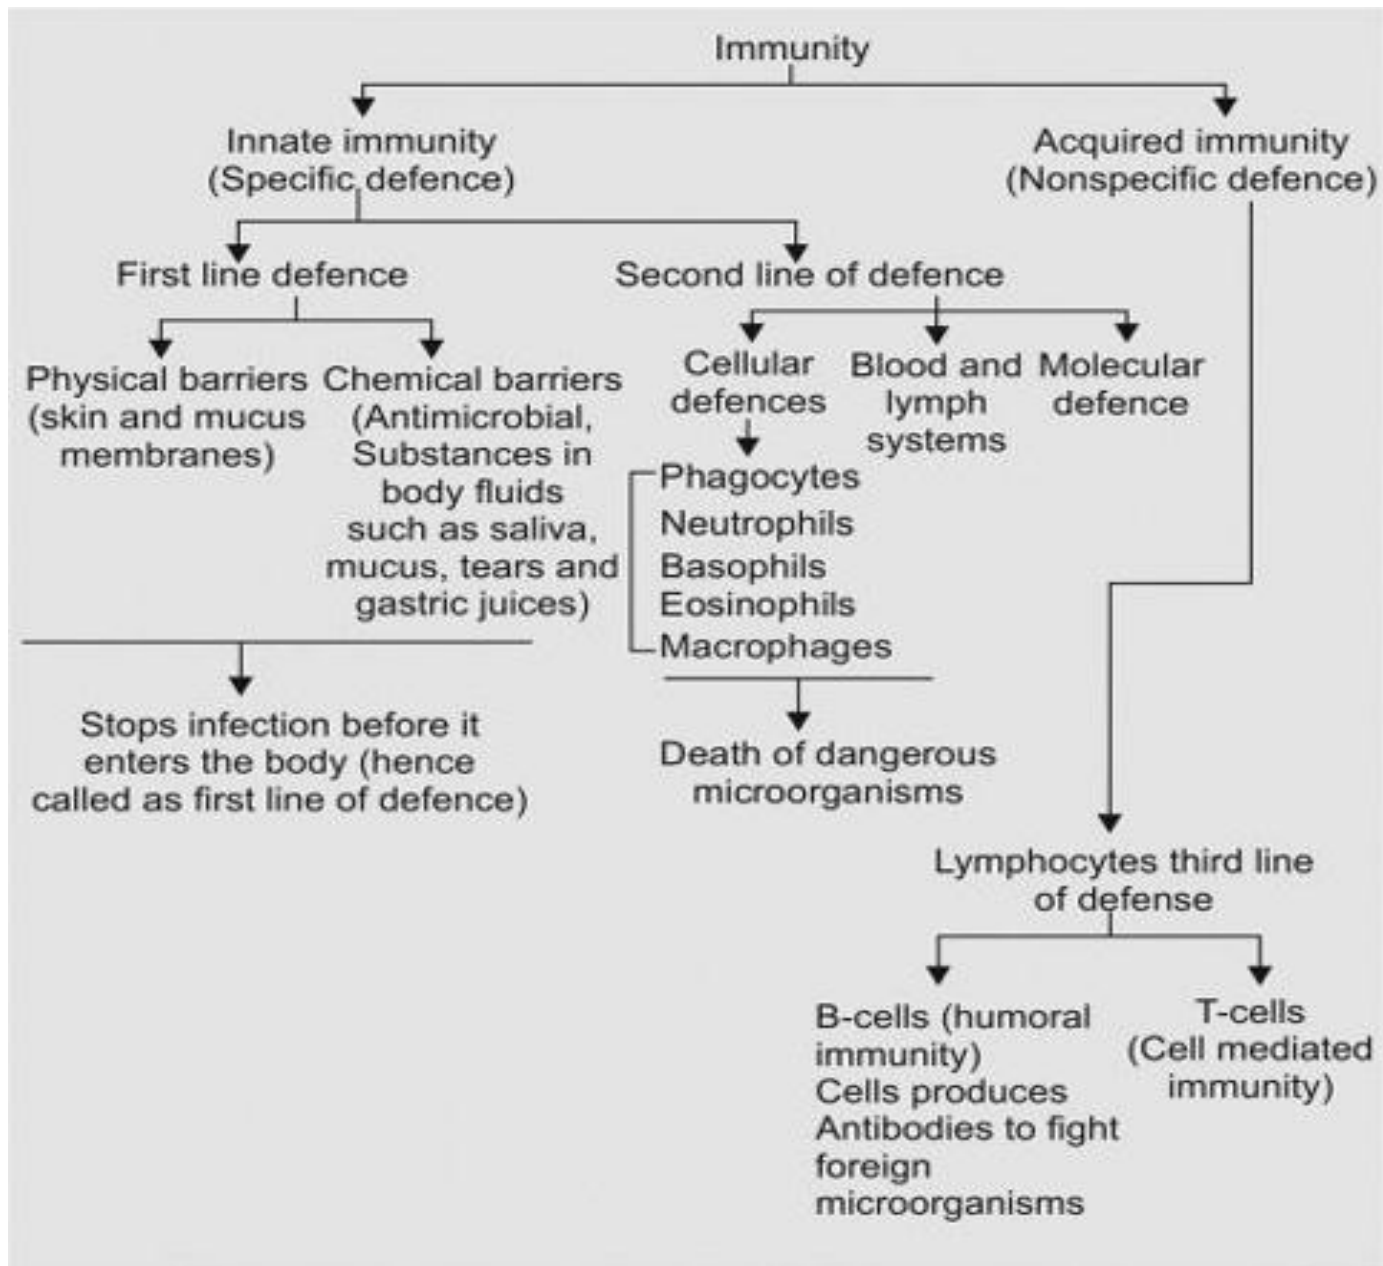 Immunity
Innate immunity
(Specific defence)
Acquired immunity
(Nonspecific defence)
First line defence
Second line of defence
Physical barriers
(skin and mucus
membranes)
Chemical barriers
(Antimicrobial,
Substances in
body fluids
such as saliva,
mucus, tears and
gastric juices)
Cellular
defences
Blood and
lymph
systems
Molecular
defence
Phagocytes
Neutrophils
Basophils
Eosinophils
Macrophages
Stops infection before it
enters the body (hence
called as first line of defence)
Death of dangerous
microorganisms
Lymphocytes third line
of defense
B-cells (humoral
immunity)
Cells produces
Antibodies to fight
foreign
microorganisms
T-cells
(Cell mediated
immunity)